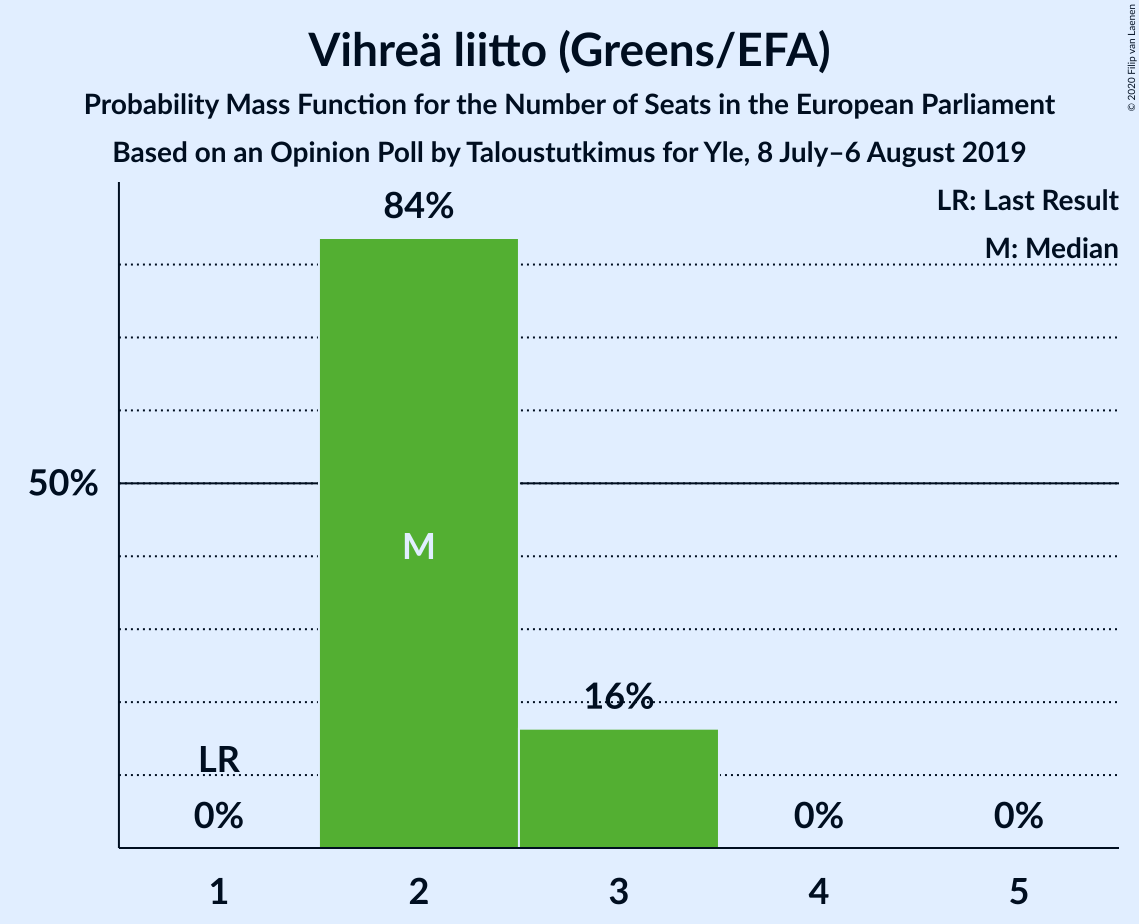 Vihreä liitto (Greens/EFA)
Probability Mass Function for the Number of Seats in the European Parliament
Based on an Opinion Poll by Taloustutkimus for Yle, 8 July–6 August 2019
© 2020 Filip van Laenen
LR: Last Result
M: Median
84%
50%
M
16%
LR
0%
0%
0%
1 2 3 4 5